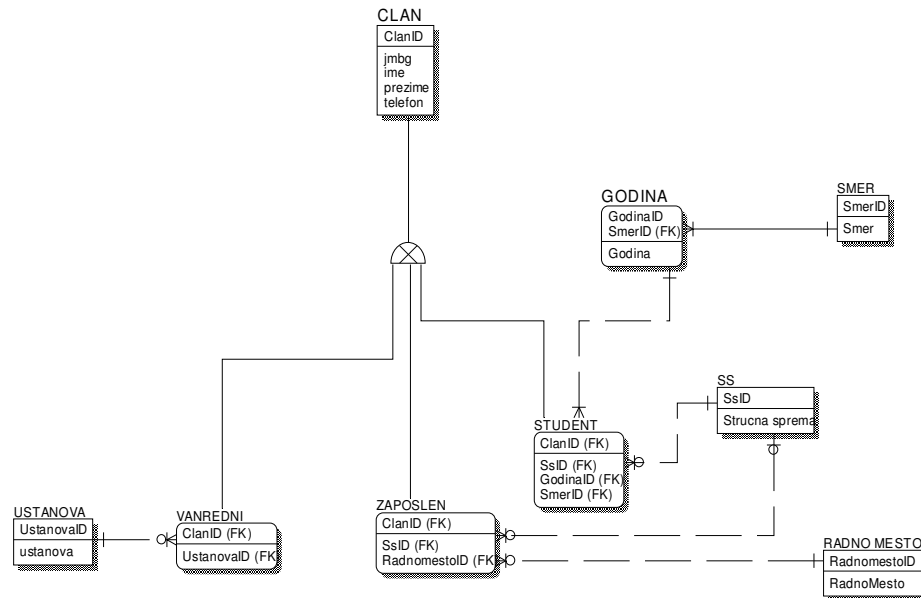 CLAN
ClanID
jmbg
ime
prezime
telefon
GODINA
GodinaID
SmerID (FK)
Godina
SMER
SmerID
Smer
SS
SsID
Strucna sprema
STUDENT
ClanID (FK)
SsID (FK)
GodinaID (FK)
SmerID (FK)
USTANOVA
UstanovaID
ustanova
VANREDNI
ClanID (FK)
UstanovaID (FK
ZAPOSLEN
ClanID (FK)
SsID (FK)
RadnomestoID (FK)
RADNO MESTO
RadnomestoID
RadnoMesto